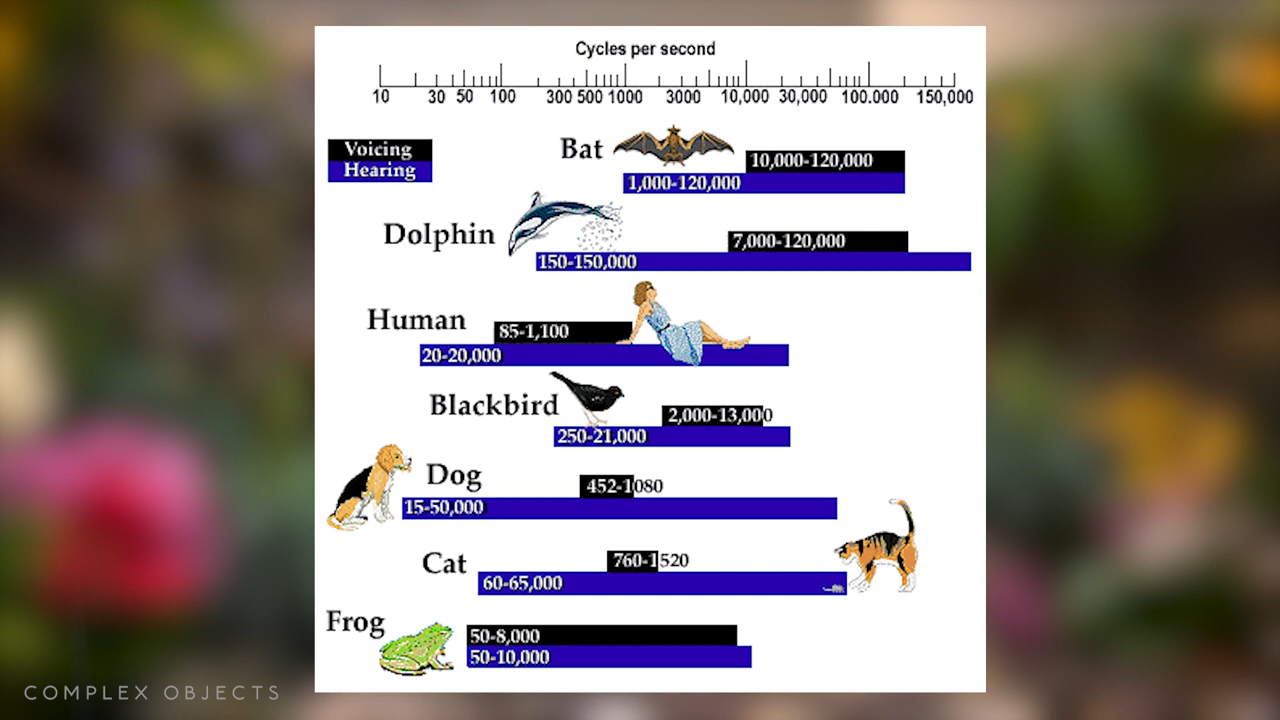 Cycles per second
10 30 50 100 300 500 1000 3000 10,000 30,000 100.000 150,000
Voicing
Hearing
Bat
10,000-120,000
1,000-120,000
Dolphin
7,000-120,000
150-150,000
Human
85-1,100
20-20,000
Blackbird
2,000-13,000
250-21,000
Dog
452-1080
15-50,000
Cat
760-1520
60-65,000
Frog
50-8,000
50-10,000
COMPLEX OBJECTS